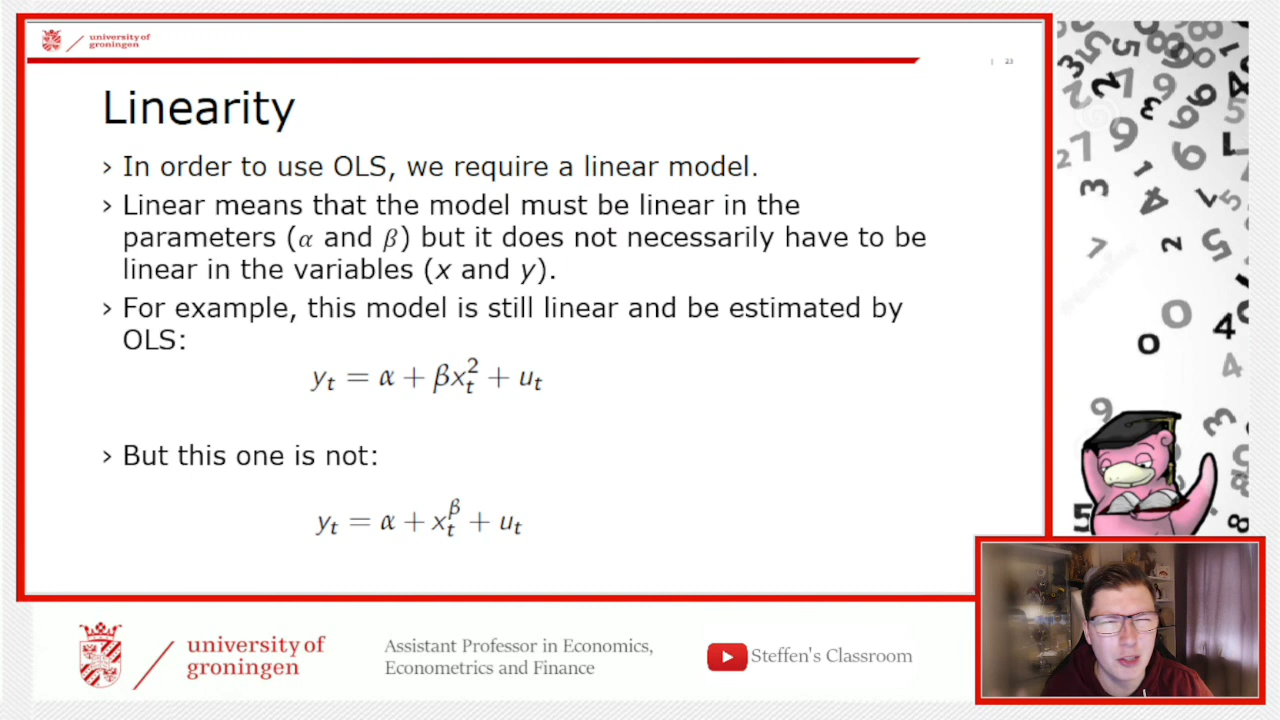 university of
groningen
| 23
Linearity
› In order to use OLS, we require a linear model.
› Linear means that the model must be linear in the
parameters (α and β) but it does not necessarily have to be
linear in the variables (x and y).
› For example, this model is still linear and be estimated by
OLS:
yₜ = α + βxₜ² + uₜ
› But this one is not:
yₜ = α + xₜᵝ + uₜ
university of
groningen
Assistant Professor in Economics,
Econometrics and Finance
Steffen's Classroom